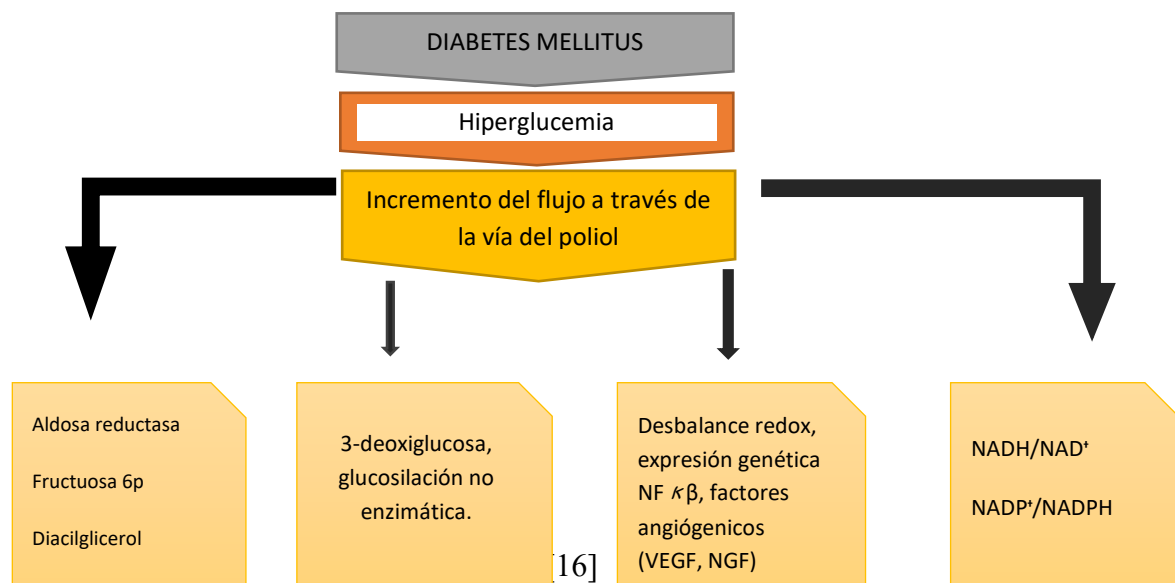 DIABETES MELLITUS
Hiperglucemia
Incremento del flujo a través de
la vía del poliol
Aldosa reductasa
Fructuosa 6p
Diacilglicerol
3-deoxiglucosa,
glucosilación no
enzimática.
Desbalance redox,
expresión genética
NF κβ, factores
angiógenicos
(VEGF, NGF)
NADH/NAD⁺
NADP⁺/NADPH
[16]